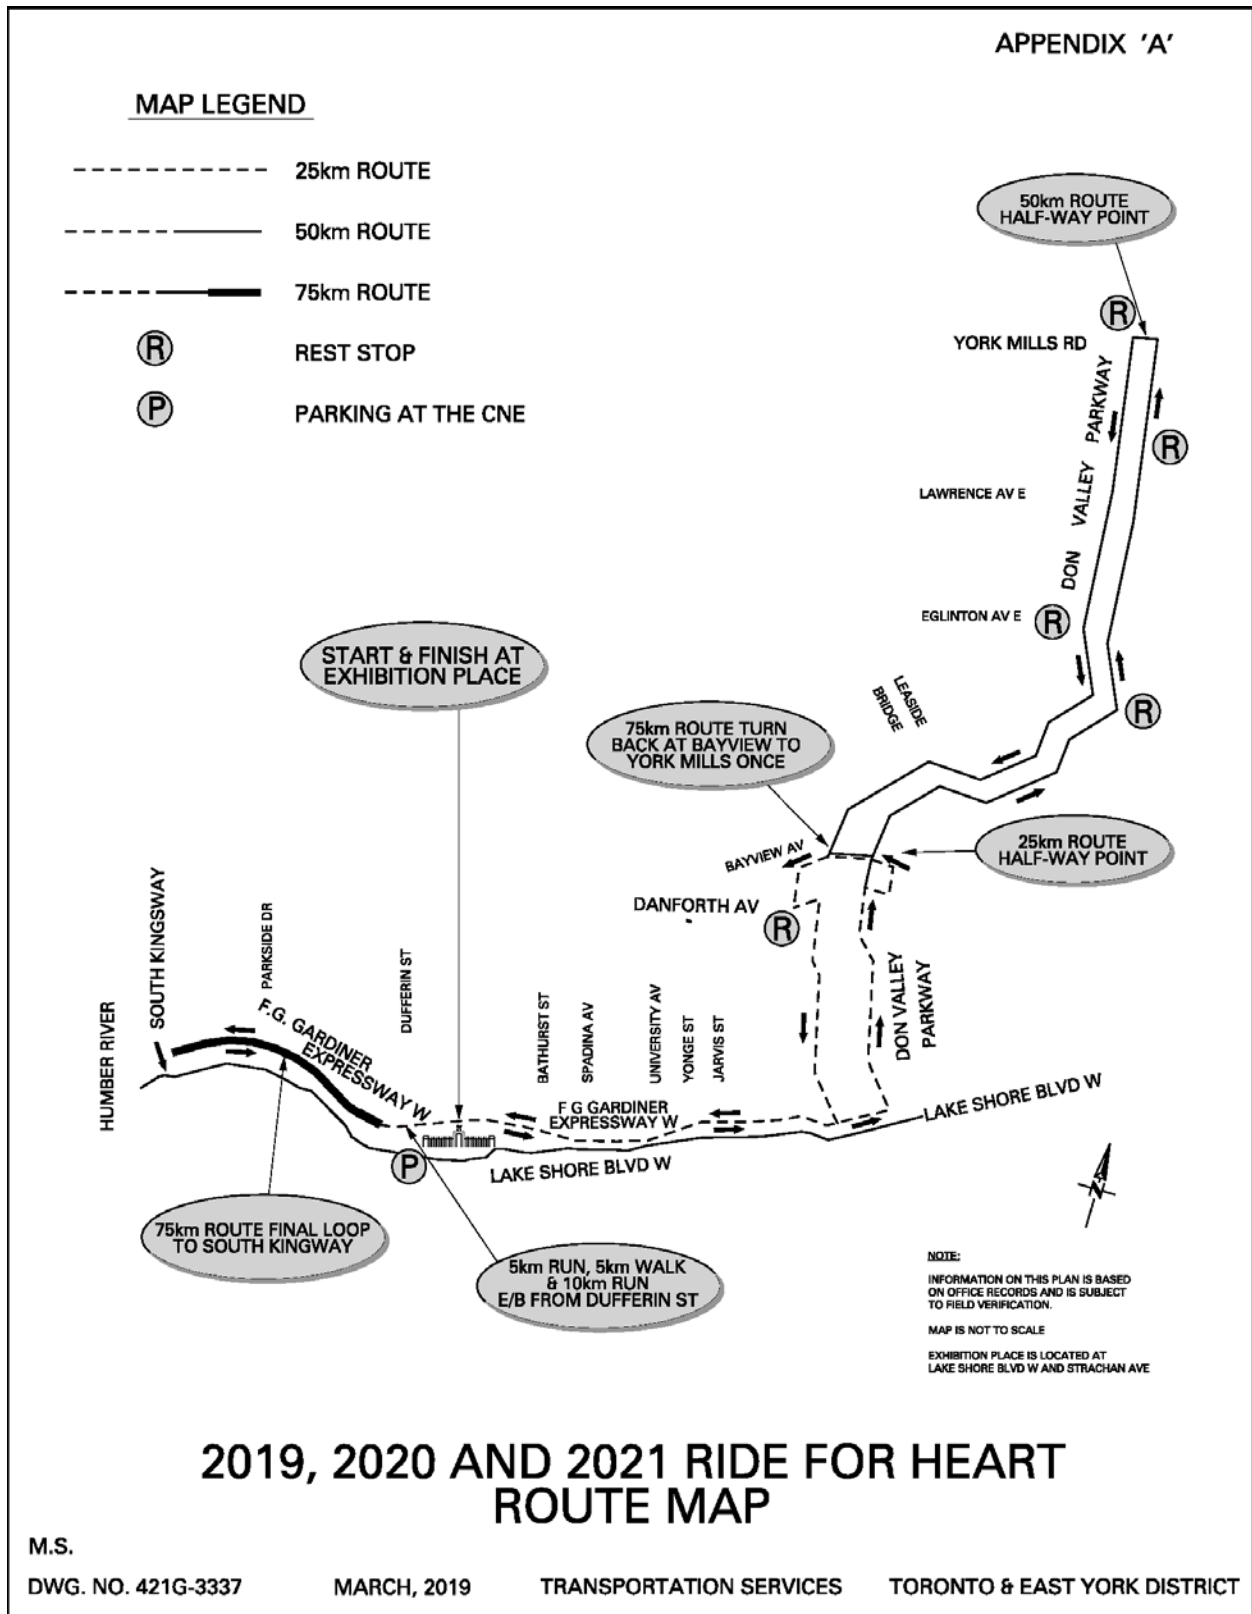 APPENDIX 'A'
MAP LEGEND
25km ROUTE
50km ROUTE
75km ROUTE
R
REST STOP
P
PARKING AT THE CNE
50km ROUTE
HALF-WAY POINT
R
YORK MILLS RD
DON VALLEY PARKWAY
R
LAWRENCE AV E
EGLINTON AV E
R
START & FINISH AT
EXHIBITION PLACE
LEASIDE
BRIDGE
R
75km ROUTE TURN
BACK AT BAYVIEW TO
YORK MILLS ONCE
25km ROUTE
HALF-WAY POINT
BAYVIEW AV
DANFORTH AV
R
DON VALLEY
PARKWAY
HUMBER RIVER
SOUTH KINGSWAY
PARKSIDE DR
F.G. GARDINER
EXPRESSWAY W
DUFFERIN ST
BATHURST ST
SPADINA AV
UNIVERSITY AV
YONGE ST
JARVIS ST
F G GARDINER
EXPRESSWAY W
LAKE SHORE BLVD W
P
LAKE SHORE BLVD W
N
75km ROUTE FINAL LOOP
TO SOUTH KINGWAY
5km RUN, 5km WALK
& 10km RUN
E/B FROM DUFFERIN ST
NOTE:
INFORMATION ON THIS PLAN IS BASED
ON OFFICE RECORDS AND IS SUBJECT
TO FIELD VERIFICATION.
MAP IS NOT TO SCALE
EXHIBITION PLACE IS LOCATED AT
LAKE SHORE BLVD W AND STRACHAN AVE
2019, 2020 AND 2021 RIDE FOR HEART
ROUTE MAP
M.S.
DWG. NO. 421G-3337 MARCH, 2019 TRANSPORTATION SERVICES TORONTO & EAST YORK DISTRICT